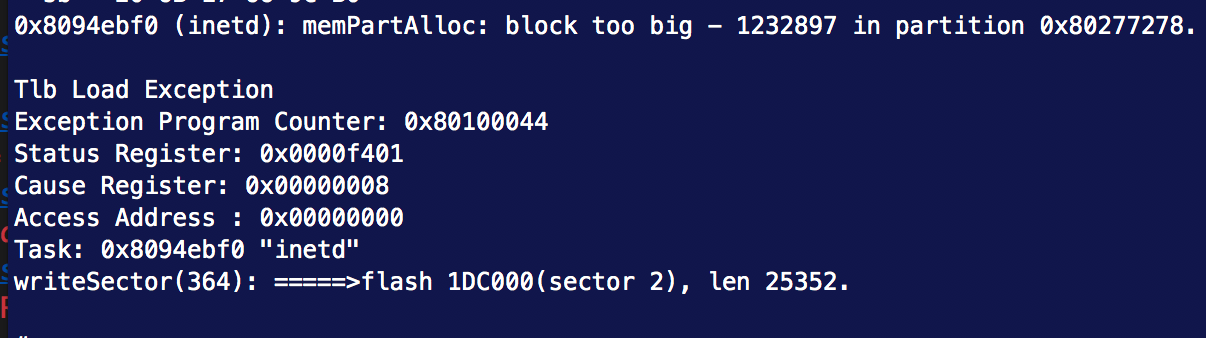 0x8094ebf0 (inetd): memPartAlloc: block too big - 1232897 in partition 0x80277278.
Tlb Load Exception
Exception Program Counter: 0x80100044
Status Register: 0x0000f401
Cause Register: 0x00000008
Access Address : 0x00000000
Task: 0x8094ebf0 "inetd"
writeSector(364): =====>flash 1DC000(sector 2), len 25352.